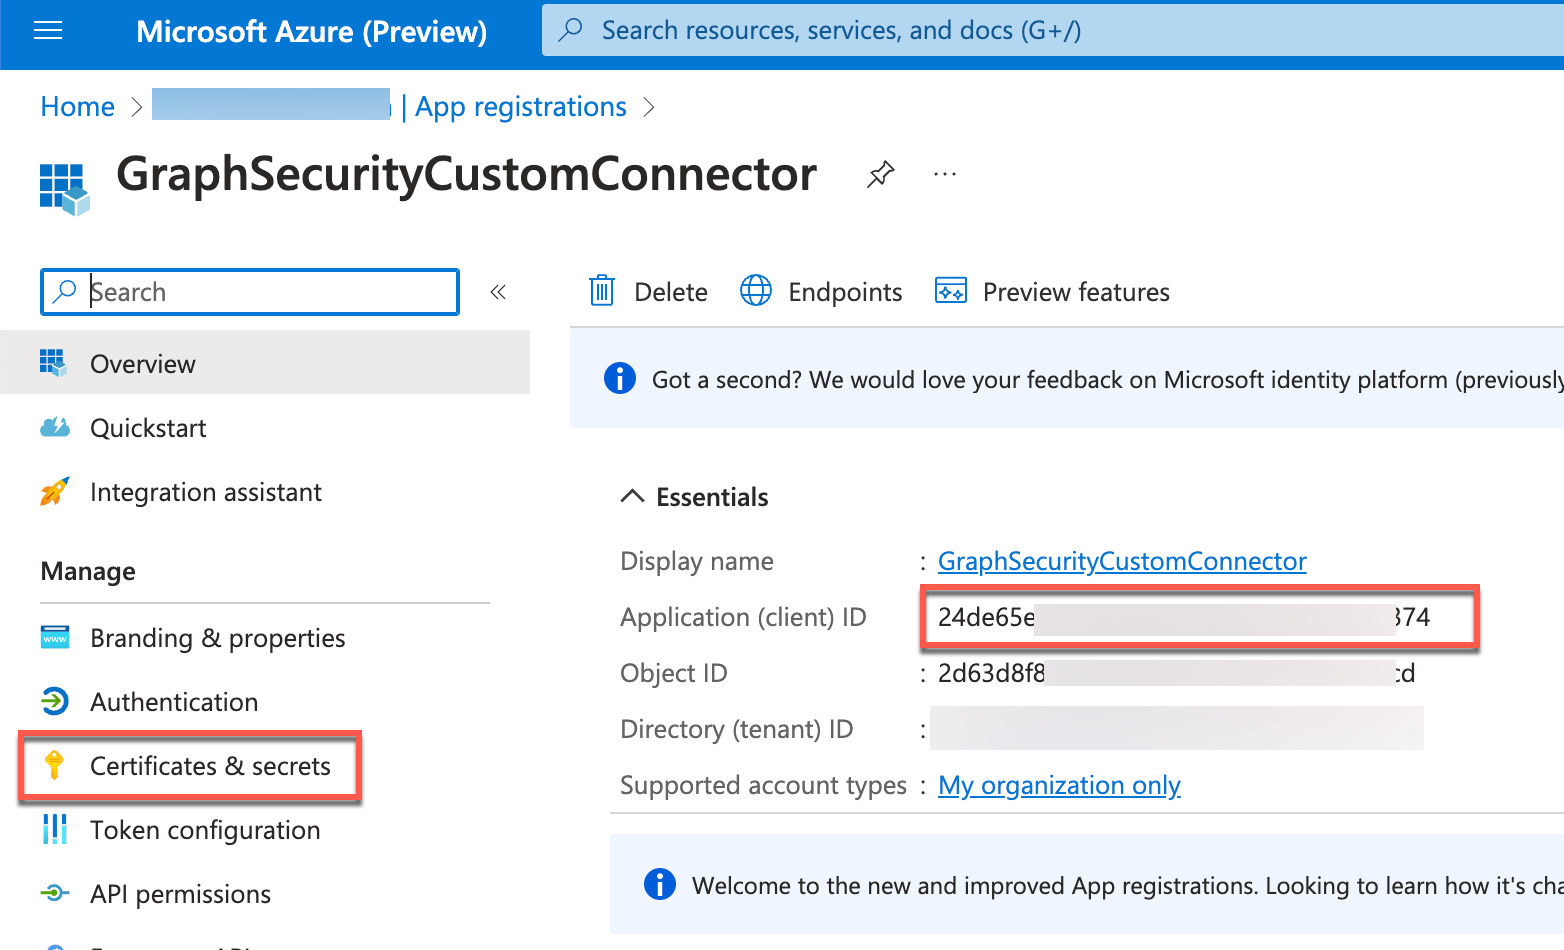 Microsoft Azure (Preview)
Search resources, services, and docs (G+/)
Home > | App registrations >
GraphSecurityCustomConnector
...
Search
«
Delete
Endpoints
Preview features
Overview
Got a second? We would love your feedback on Microsoft identity platform (previously
Quickstart
Integration assistant
Essentials
Manage
Display name : GraphSecurityCustomConnector
Application (client) ID 24de65e 374
Branding & properties
Object ID : 2d63d8f8 cd
Authentication
Directory (tenant) ID :
Certificates & secrets
Supported account types : My organization only
Token configuration
API permissions
Welcome to the new and improved App registrations. Looking to learn how it's cha